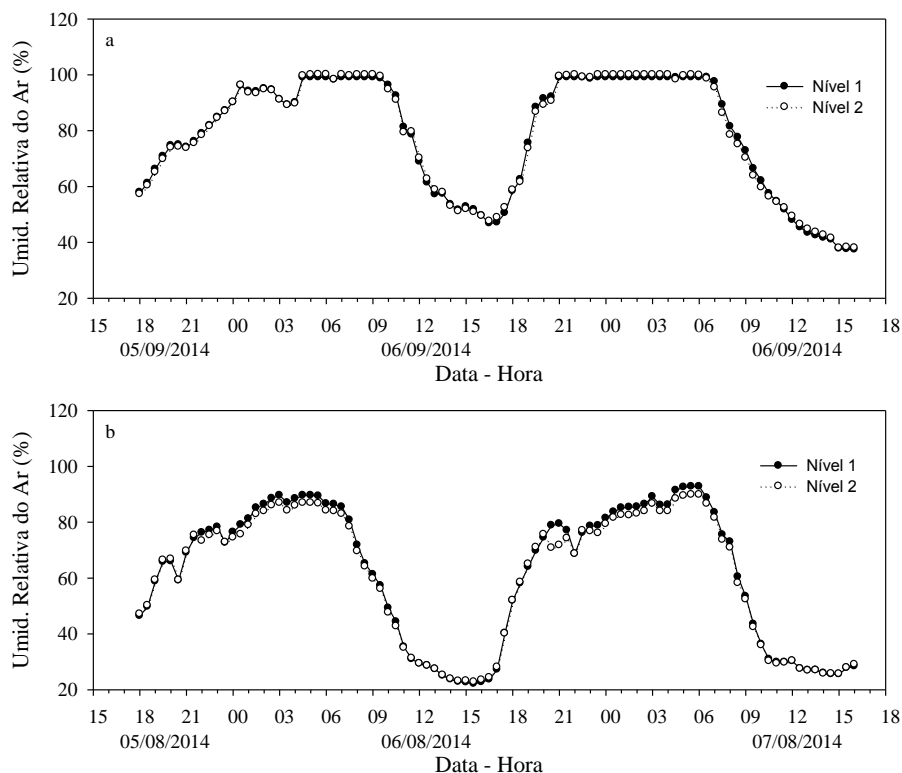 120
a
100
80
60
40
20
Umid. Relativa do Ar (%)
Nível 1
Nível 2
15 18 21 00 03 06 09 12 15 18 21 00 03 06 09 12 15 18
05/09/2014 06/09/2014 06/09/2014
Data - Hora
120
b
100
80
60
40
20
Umid. Relativa do Ar (%)
Nível 1
Nível 2
15 18 21 00 03 06 09 12 15 18 21 00 03 06 09 12 15 18
05/08/2014 06/08/2014 07/08/2014
Data - Hora